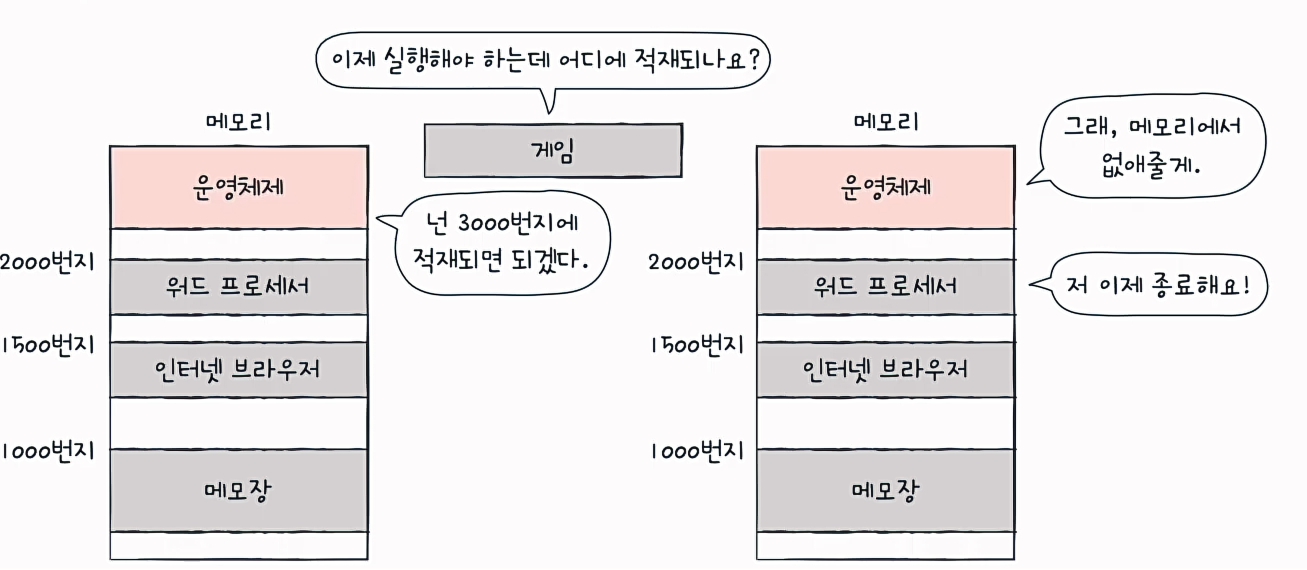 이제 실행해야 하는데 어디에 적재되나요?
메모리
게임
운영체제
넌 3000번지에
적재되면 되겠다.
2000번지
워드 프로세서
1500번지
인터넷 브라우저
1000번지
메모장
메모리
그래, 메모리에서
없애줄게.
운영체제
2000번지
워드 프로세서
저 이제 종료해요!
1500번지
인터넷 브라우저
1000번지
메모장